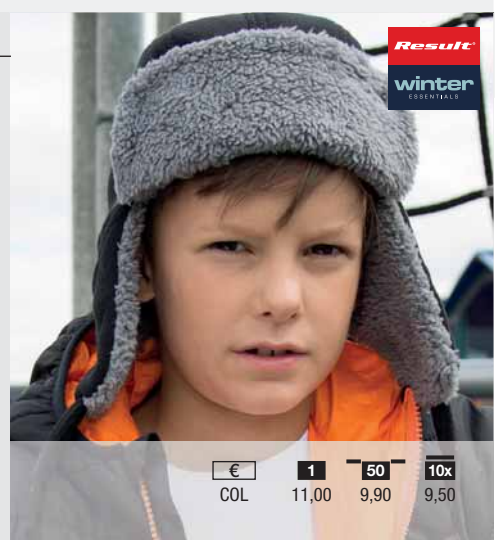 Result
winter
ESSENTIALS
€ 1 50 10x
COL 11,00 9,90 9,50